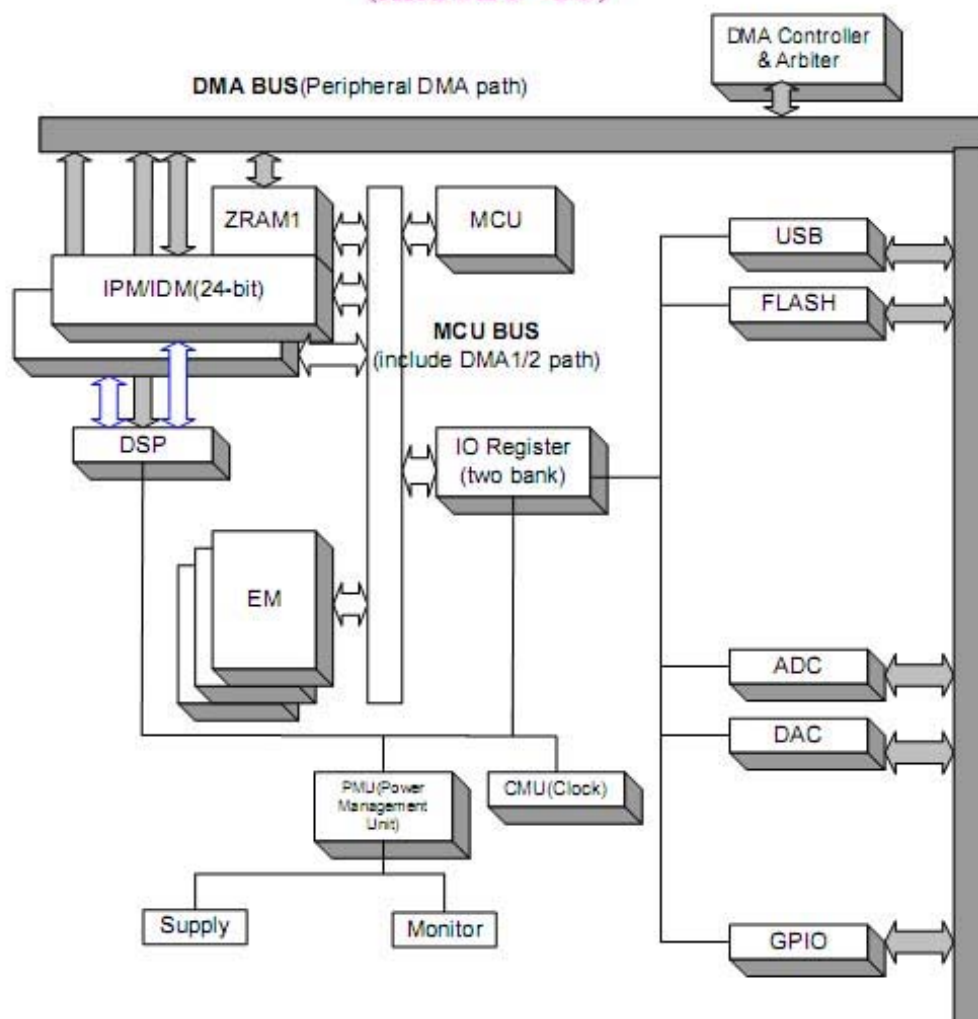 DMA Controller
& Arbiter
DMA BUS(Peripheral DMA path)
ZRAM1
MCU
USB
IPM/IDM(24-bit)
FLASH
MCU BUS
(include DMA1/2 path)
DSP
IO Register
(two bank)
EM
ADC
DAC
PMU(Power
Management
Unit)
CMU(Clock)
Supply
Monitor
GPIO